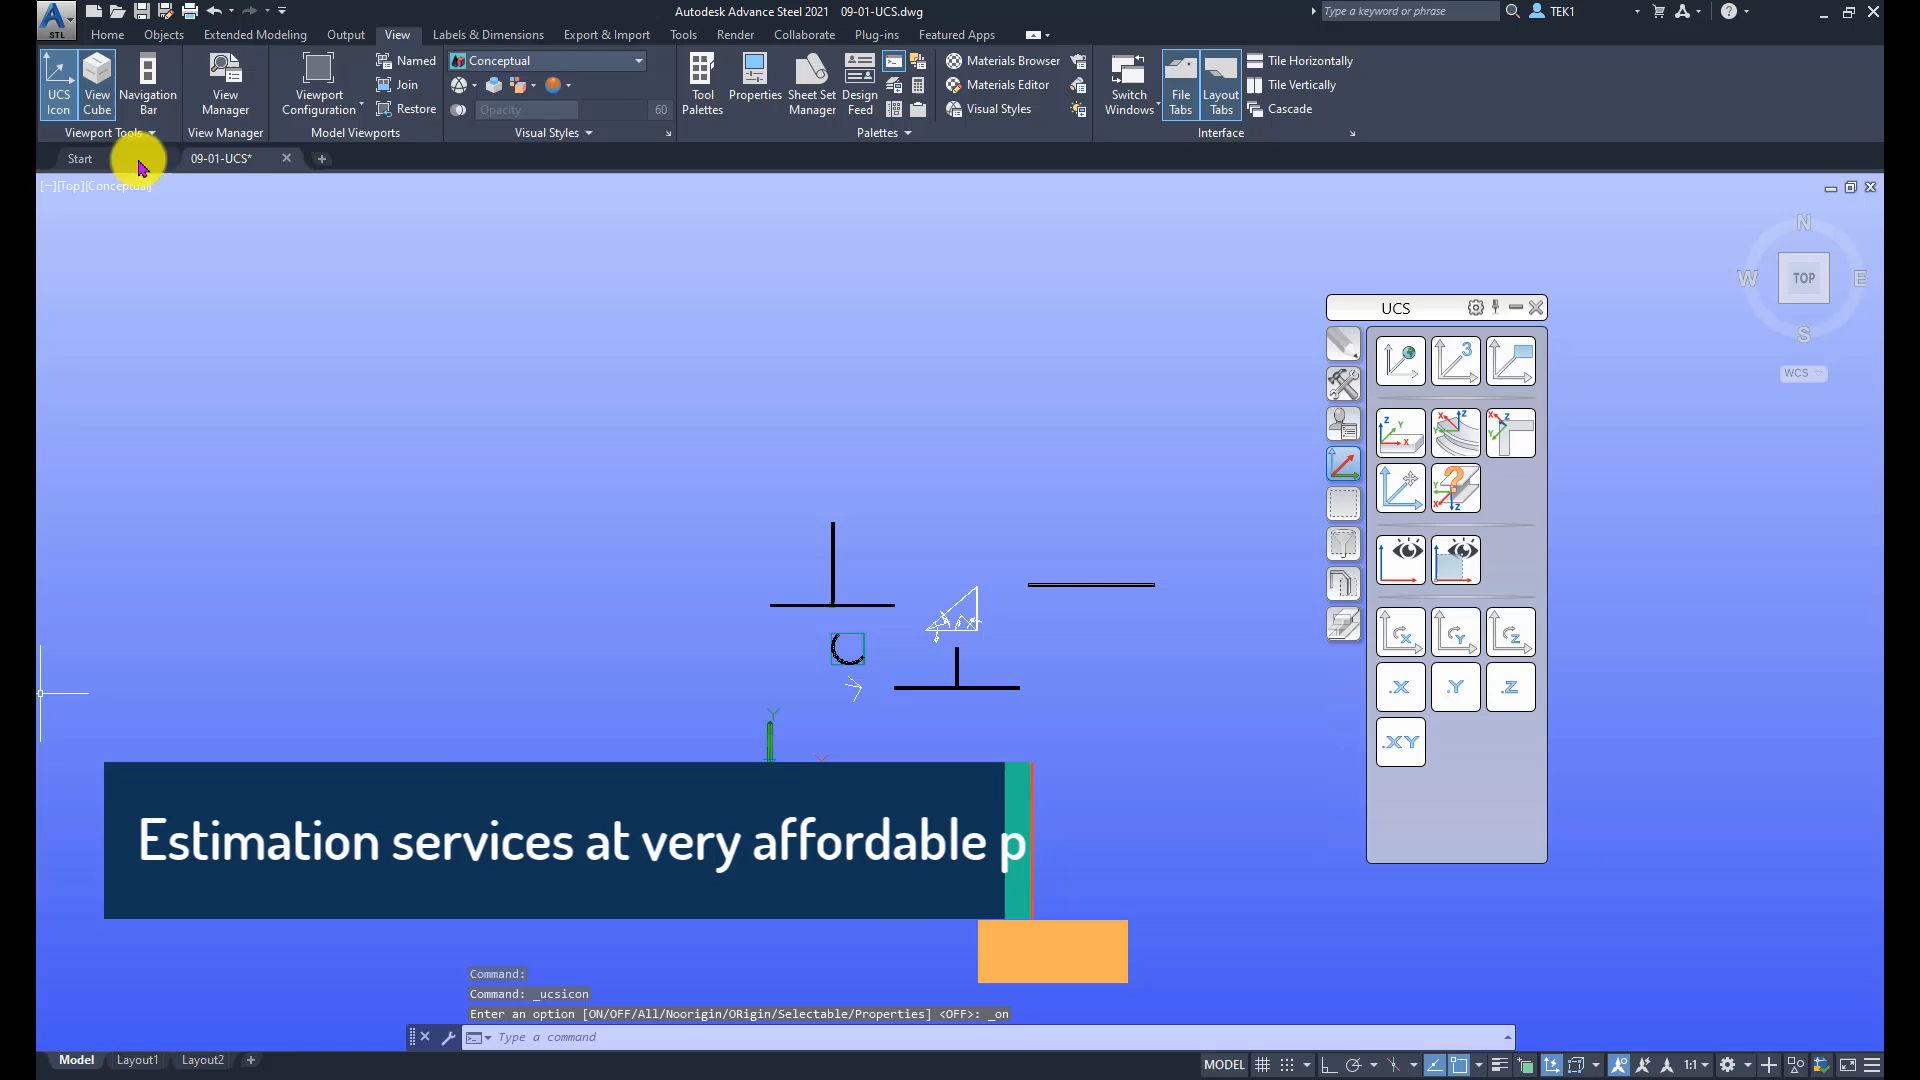 Autodesk Advance Steel 2021 09-01-UCS.dwg
Type a keyword or phrase
TEK1
STL
Home Objects Extended Modeling Output View Labels & Dimensions Export & Import Tools Render Collaborate Plug-ins Featured Apps
UCS Icon
View Cube
Navigation Bar
View Manager
Viewport Configuration
Named
Join
Restore
Conceptual
Opacity 60
Tool Palettes
Properties
Sheet Set Manager
Design Feed
Materials Browser
Materials Editor
Visual Styles
Switch Windows
File Tabs
Layout Tabs
Tile Horizontally
Tile Vertically
Cascade
Viewport Tools View Manager Model Viewports Visual Styles Palettes Interface
Start 09-01-UCS*
[−][Top][Conceptual]
N
W TOP E
S
WCS
UCS
3
Z Y X
X Z Y
X Z Y
? Y X Z
X Y Z
.X .Y .Z
.XY
Y
Estimation services at very affordable p
Command:
Command: _ucsicon
Enter an option [ON/OFF/All/Noorigin/ORigin/Selectable/Properties] <OFF>: _on
Type a command
Model Layout1 Layout2
MODEL 1:1